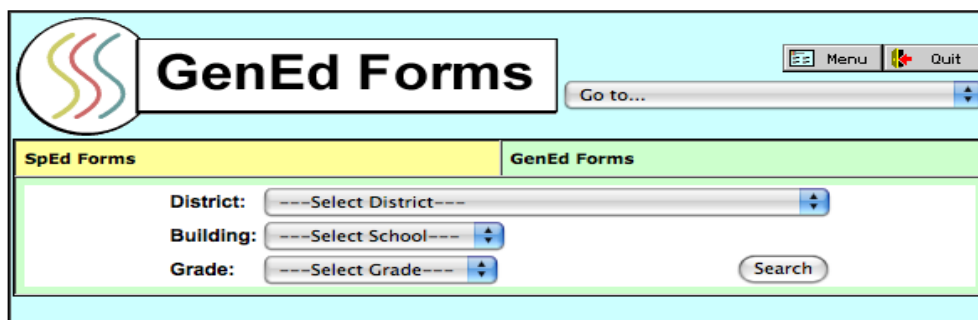 GenEd Forms
Menu Quit
Go to...
SpEd Forms GenEd Forms
District: ---Select District---
Building: ---Select School---
Grade: ---Select Grade--- Search